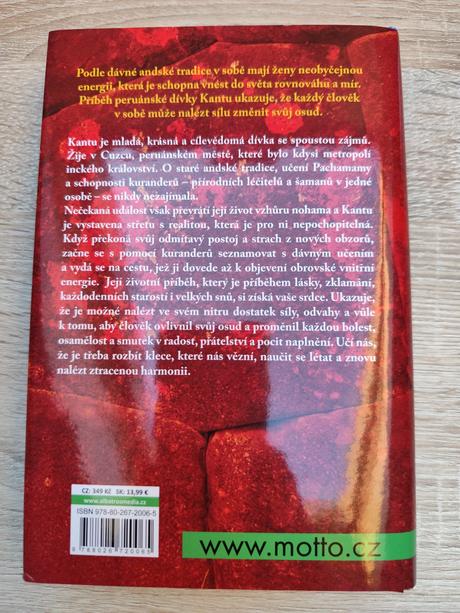 Podle dávné andské tradice v sobě mají ženy neobyčejnou
energii, která je schopna vnést do světa rovnováhu a mír.
Příběh peruánské dívky Kantu ukazuje, že každý člověk
v sobě může nalézt sílu změnit svůj osud.
Kantu je mladá, krásná a cílevědomá dívka se spoustou zájmů.
Žije v Cuzcu, peruánském městě, které bylo kdysi metropolí
inckého království. O staré andské tradice, učení Pachamamy
a schopnosti kuranderů – přírodních léčitelů a šamanů v jedné
osobě – se nikdy nezajímala.
Nečekaná událost však převrátí její život vzhůru nohama a Kantu
je vystavena střetu s realitou, která je pro ni nepochopitelná.
Když překoná svůj odmítavý postoj a strach z nových obzorů,
začne se s pomocí kuranderů seznamovat s dávným učením
a vydá se na cestu, jež ji dovede až k objevení obrovské vnitřní
energie. Její životní příběh, který je příběhem lásky, zklamání,
každodenních starostí i velkých snů, si získá vaše srdce. Ukazuje,
že je možné nalézt ve svém nitru dostatek síly, odvahy a vůle
k tomu, aby člověk ovlivnil svůj osud a proměnil každou bolest,
osamělost a smutek v radost, přátelství a pocit naplnění. Učí nás,
že je třeba rozbít klece, které nás vězní, naučit se létat a znovu
nalézt ztracenou harmonii.
CZ: 349 Kč SK: 13,99 €
www.albatrosmedia.cz
ISBN 978-80-267-2006-5
9 788026 720065
www.motto.cz